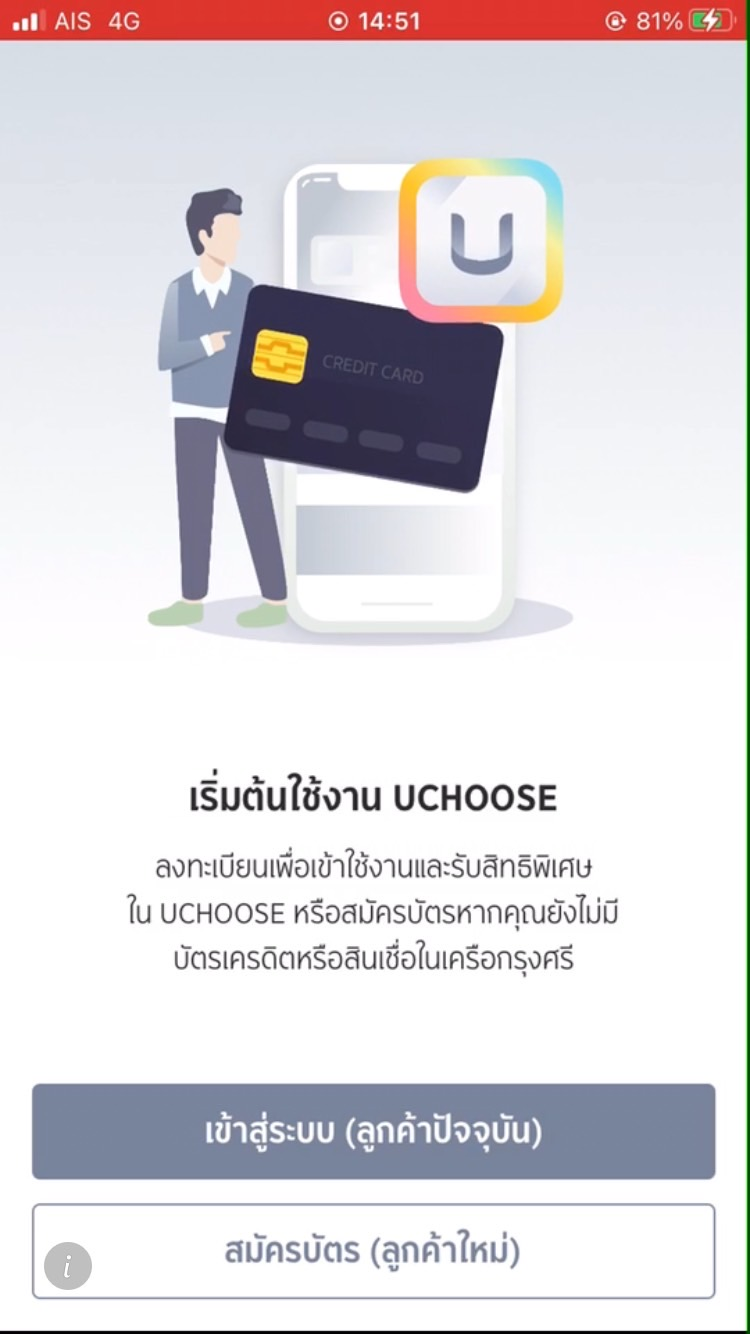 AIS 4G 14:51 81%
U
CREDIT CARD
เริ่มต้นใช้งาน UCHOOSE
ลงทะเบียนเพื่อเข้าใช้งานและรับสิทธิพิเศษ
ใน UCHOOSE หรือสมัครบัตรหากคุณยังไม่มี
บัตรเครดิตหรือสินเชื่อในเครือกรุงศรี
เข้าสู่ระบบ (ลูกค้าปัจจุบัน)
สมัครบัตร (ลูกค้าใหม่)
i